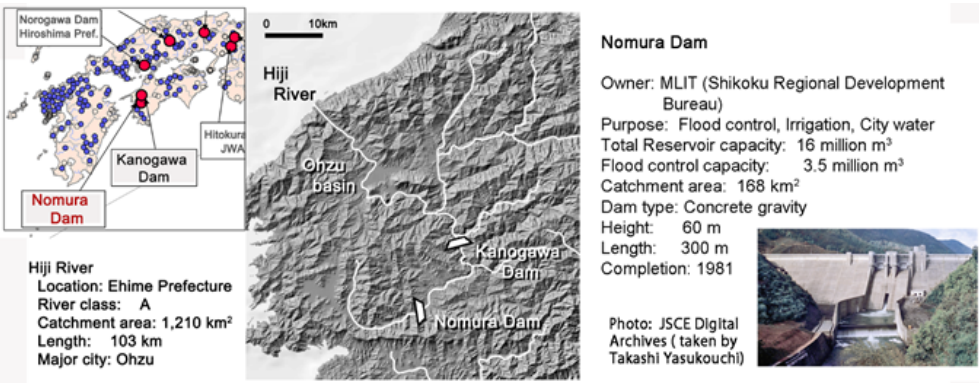 Norogawa Dam
Hiroshima Pref.
Hitokura
JWA
Kanogawa
Dam
Nomura
Dam
Hiji River
Location: Ehime Prefecture
River class: A
Catchment area: 1,210 km²
Length: 103 km
Major city: Ohzu
0 10km
Hiji
River
Ohzu
basin
Kanogawa
Dam
Nomura Dam
Nomura Dam
Owner: MLIT (Shikoku Regional Development
Bureau)
Purpose: Flood control, Irrigation, City water
Total Reservoir capacity: 16 million m³
Flood control capacity: 3.5 million m³
Catchment area: 168 km²
Dam type: Concrete gravity
Height: 60 m
Length: 300 m
Completion: 1981
Photo: JSCE Digital
Archives ( taken by
Takashi Yasukouchi)